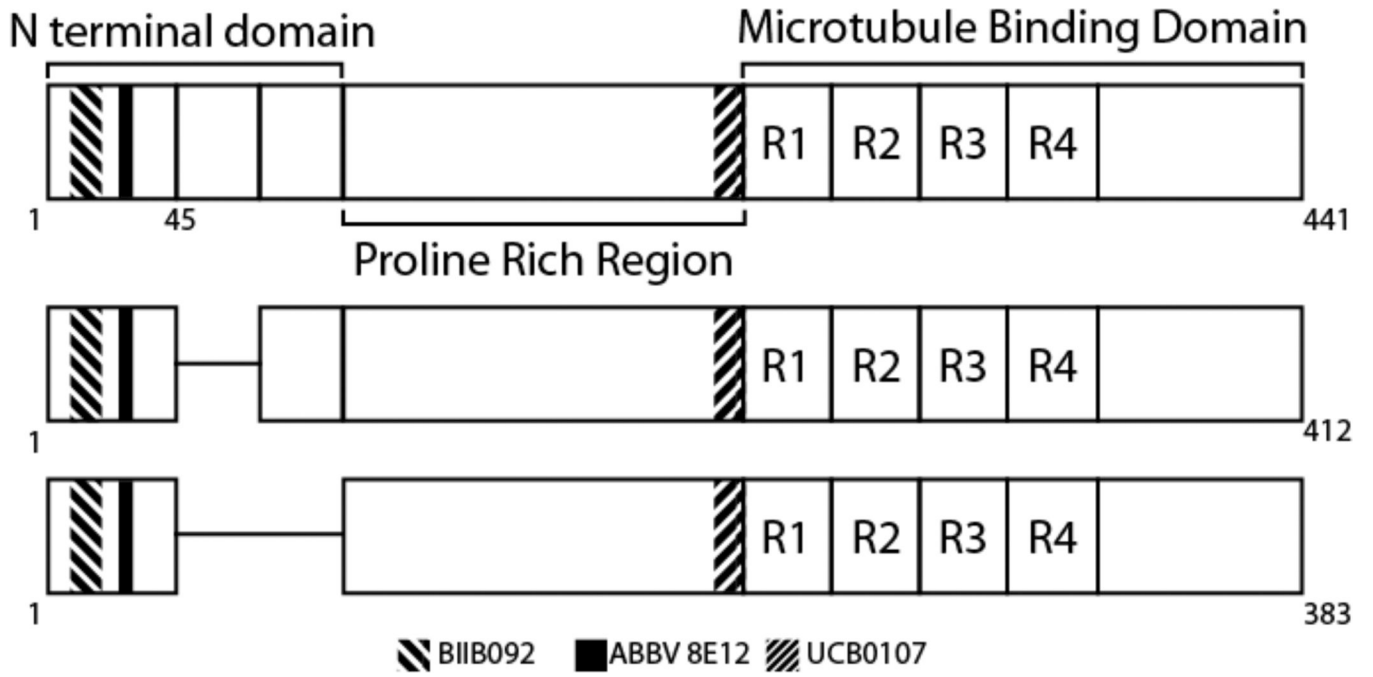 N terminal domain
Microtubule Binding Domain
R1 R2 R3 R4
1 45 441
Proline Rich Region
R1 R2 R3 R4
1 412
R1 R2 R3 R4
1 383
BIIB092 ABBV 8E12 UCB0107